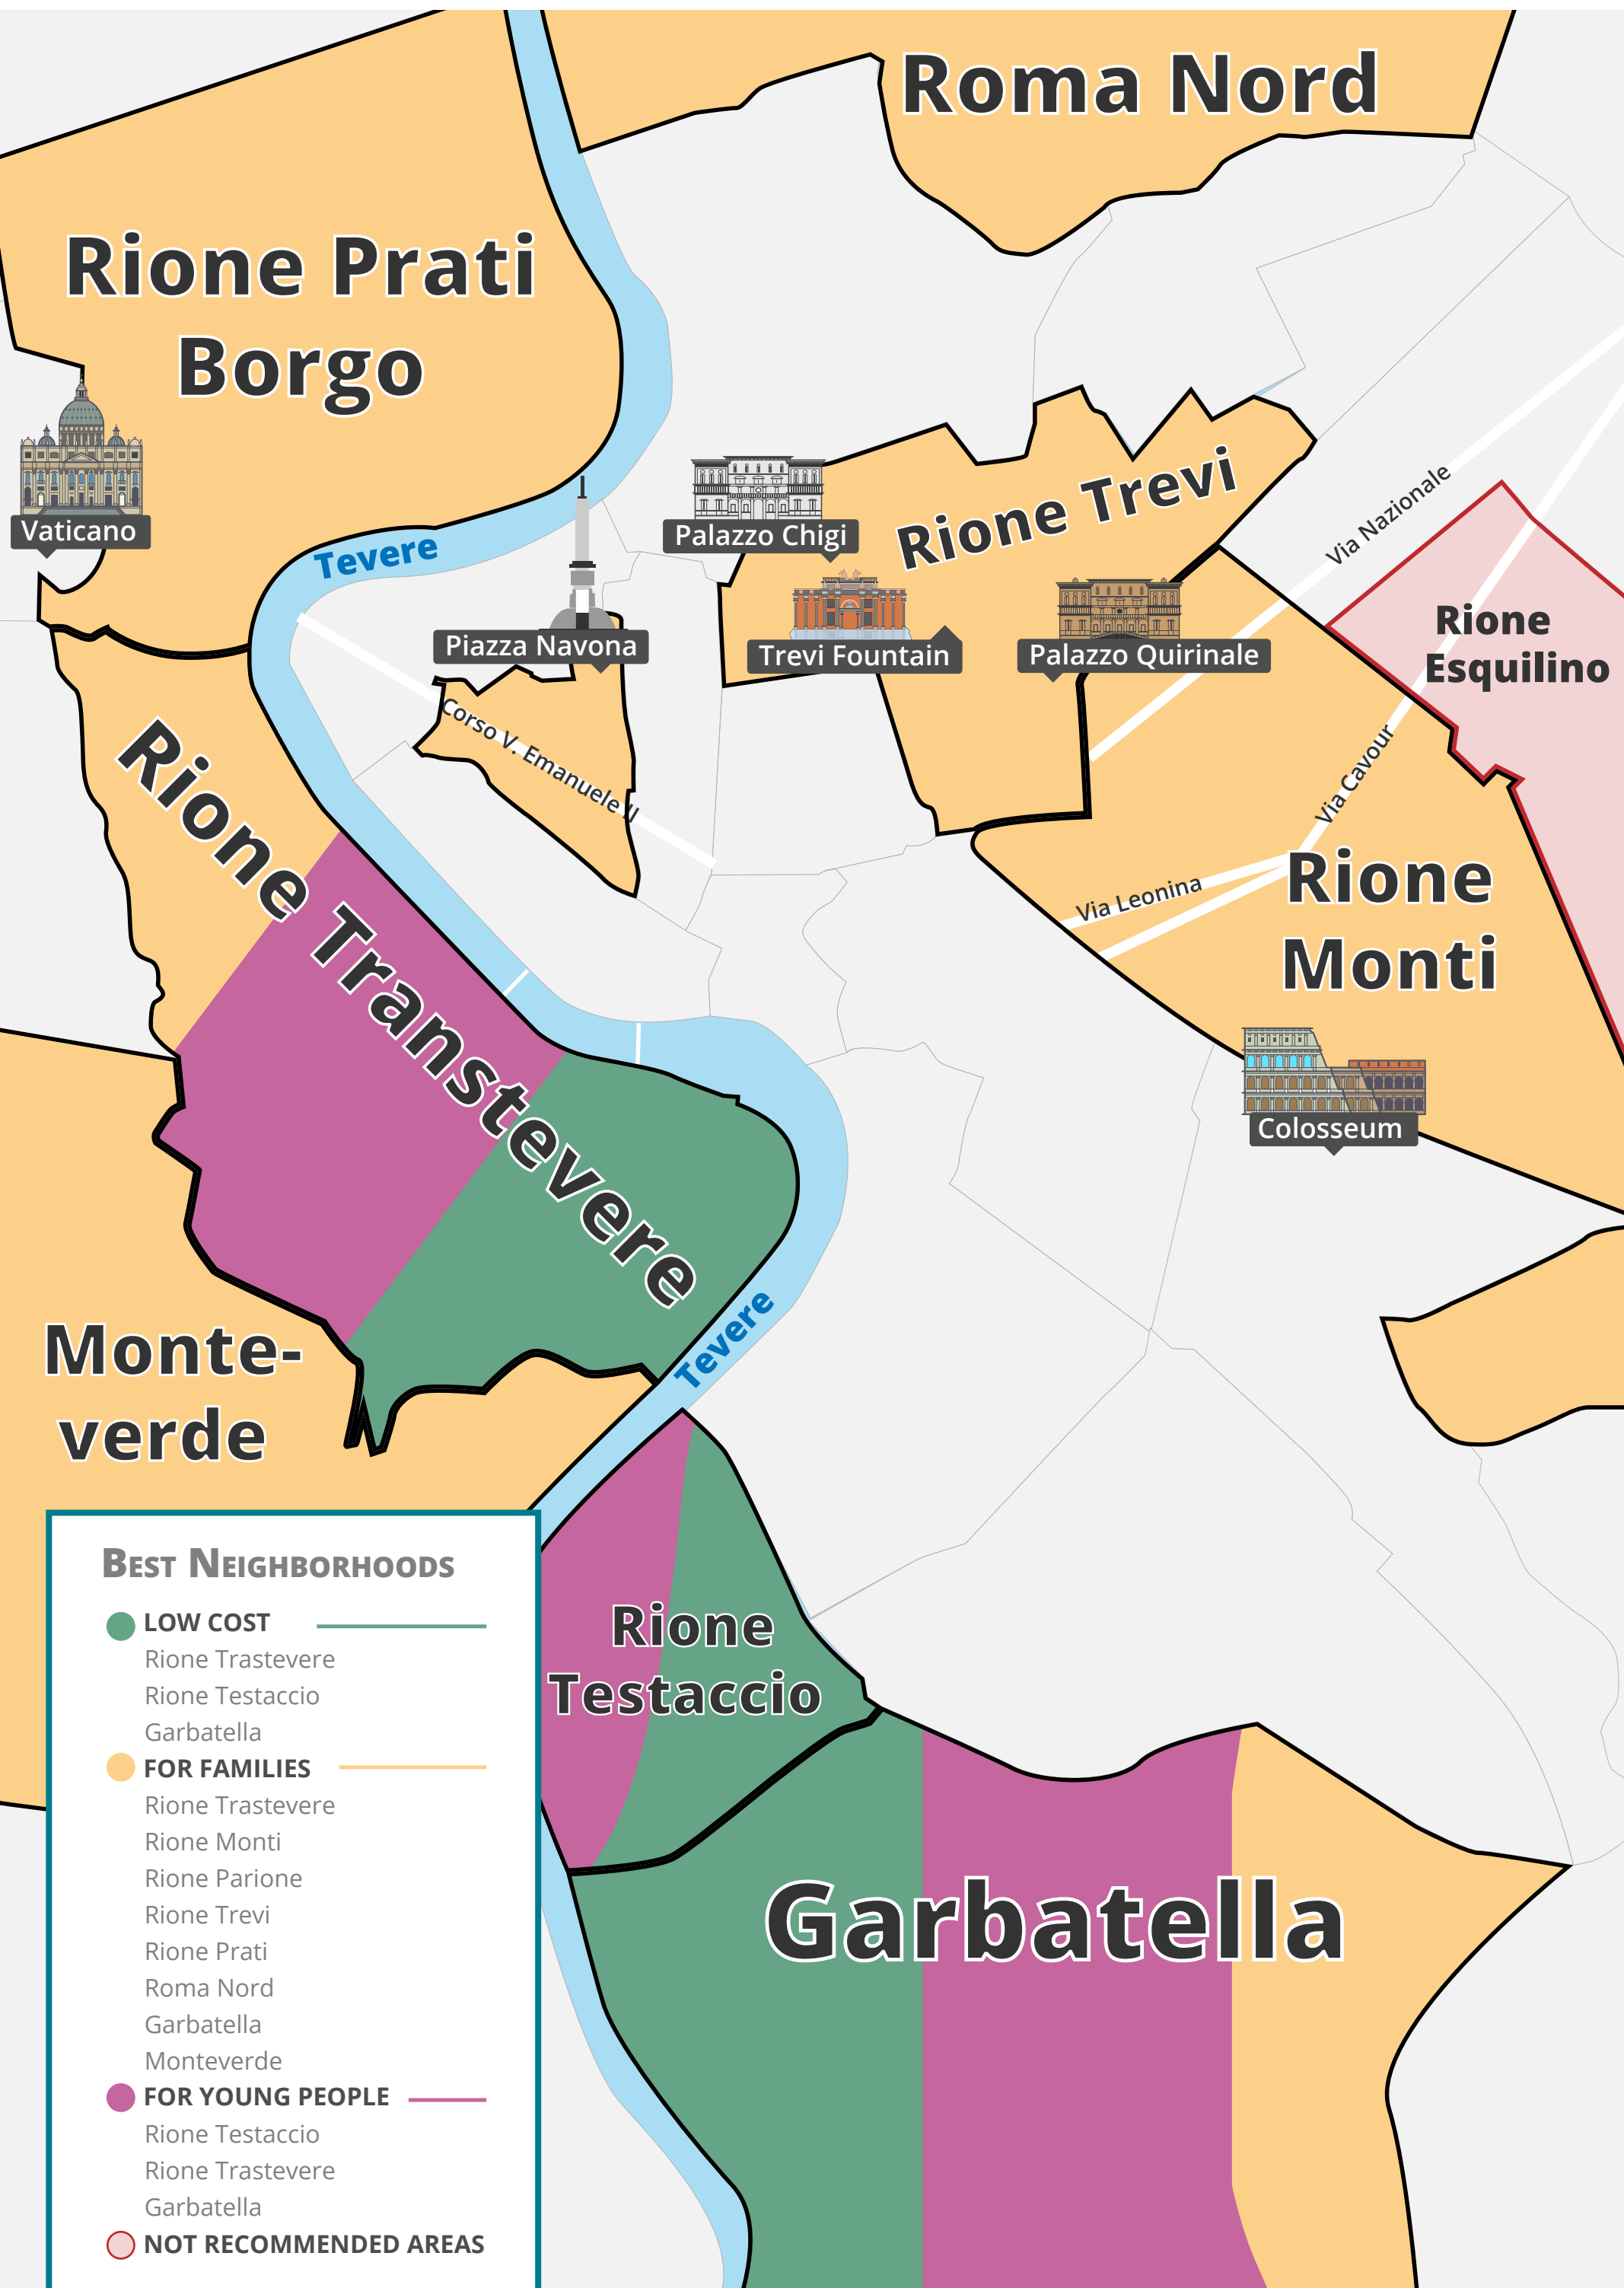 Roma Nord
Rione Prati
Borgo
Vaticano
Tevere
Palazzo Chigi
Rione Trevi
Via Nazionale
Piazza Navona
Trevi Fountain
Palazzo Quirinale
Rione
Esquilino
Corso V. Emanuele II
Via Cavour
Rione Transtevere
Via Leonina
Rione
Monti
Colosseum
Tevere
Monte-
verde
Rione
Testaccio
Garbatella
BEST NEIGHBORHOODS
LOW COST
Rione Trastevere
Rione Testaccio
Garbatella
FOR FAMILIES
Rione Trastevere
Rione Monti
Rione Parione
Rione Trevi
Rione Prati
Roma Nord
Garbatella
Monteverde
FOR YOUNG PEOPLE
Rione Testaccio
Rione Trastevere
Garbatella
NOT RECOMMENDED AREAS